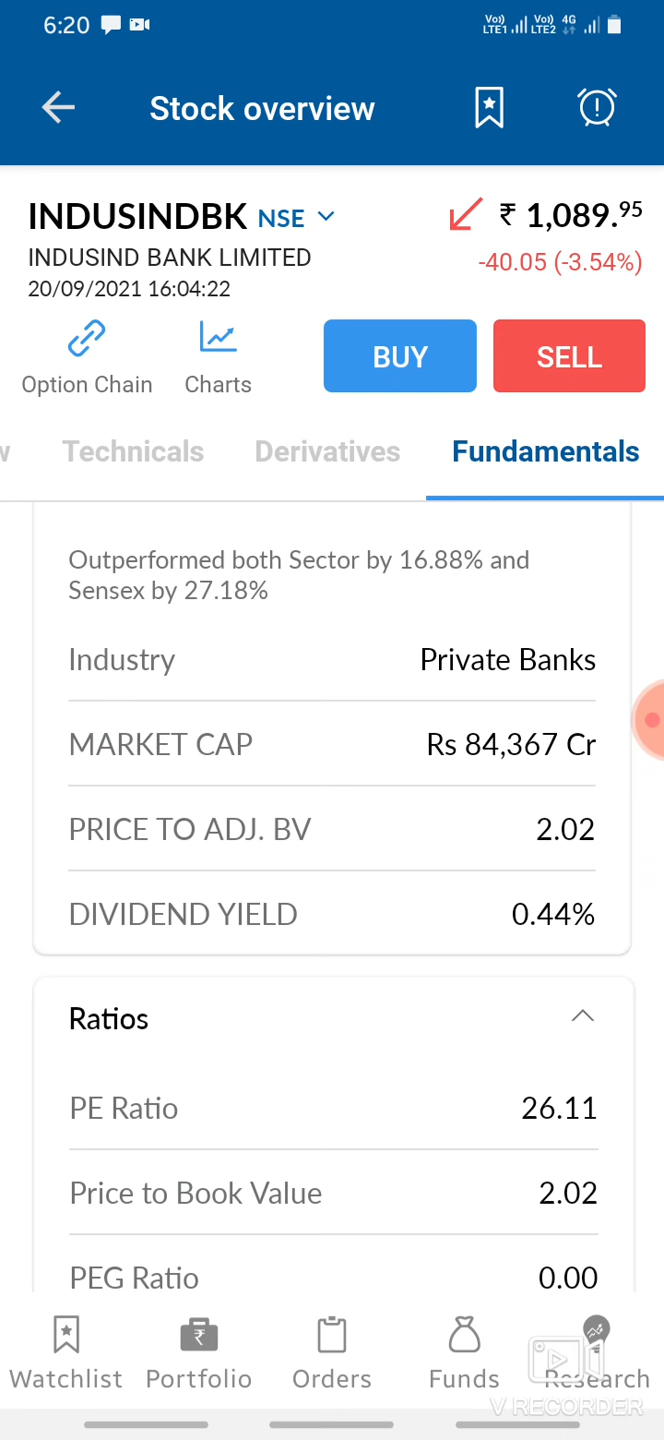 6:20 Vo)) LTE1 Vo)) LTE2 4G
Stock overview
INDUSINDBK NSE ₹ 1,089.95
INDUSIND BANK LIMITED -40.05 (-3.54%)
20/09/2021 16:04:22
Option Chain Charts BUY SELL
w Technicals Derivatives Fundamentals
Outperformed both Sector by 16.88% and
Sensex by 27.18%
Industry Private Banks
MARKET CAP Rs 84,367 Cr
PRICE TO ADJ. BV 2.02
DIVIDEND YIELD 0.44%
Ratios
PE Ratio 26.11
Price to Book Value 2.02
PEG Ratio 0.00
Watchlist Portfolio Orders Funds Research
V RECORDER